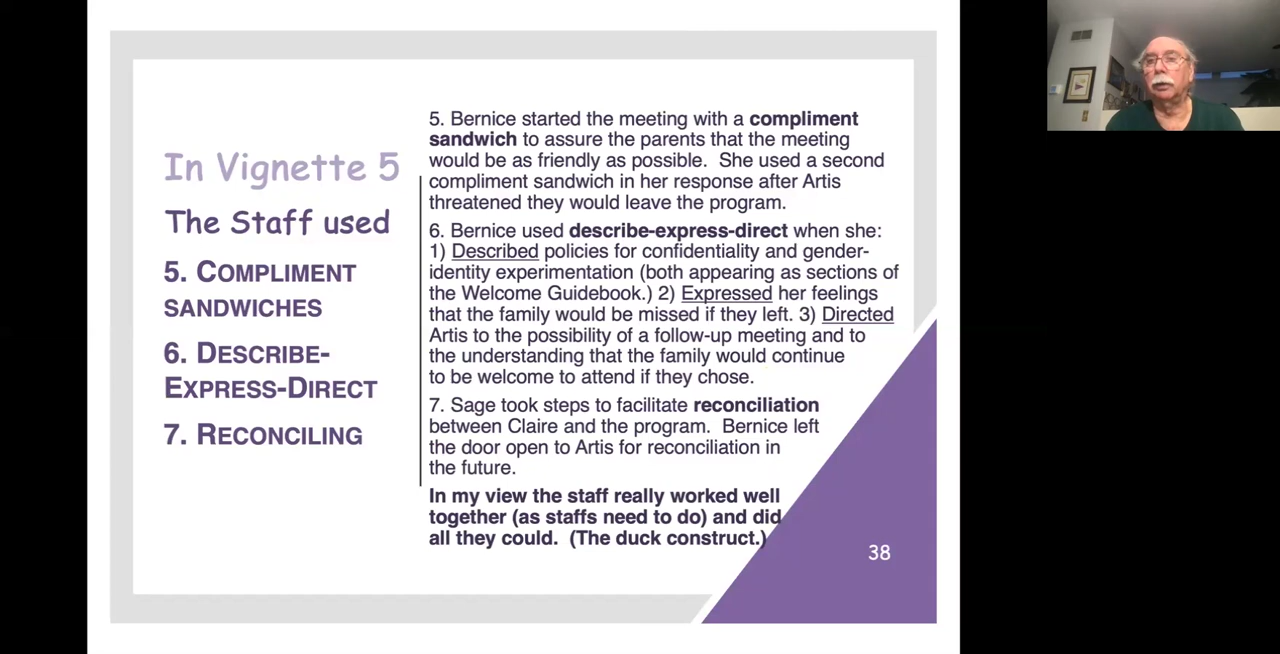 In Vignette 5
The Staff used
5. COMPLIMENT
SANDWICHES
6. DESCRIBE-
EXPRESS-DIRECT
7. RECONCILING
5. Bernice started the meeting with a compliment
sandwich to assure the parents that the meeting
would be as friendly as possible.  She used a second
compliment sandwich in her response after Artis
threatened they would leave the program.
6. Bernice used describe-express-direct when she:
1) Described policies for confidentiality and gender-
identity experimentation (both appearing as sections of
the Welcome Guidebook.) 2) Expressed her feelings
that the family would be missed if they left. 3) Directed
Artis to the possibility of a follow-up meeting and to
the understanding that the family would continue
to be welcome to attend if they chose.
7. Sage took steps to facilitate reconciliation
between Claire and the program.  Bernice left
the door open to Artis for reconciliation in
the future.
In my view the staff really worked well
together (as staffs need to do) and did
all they could.  (The duck construct.)
38